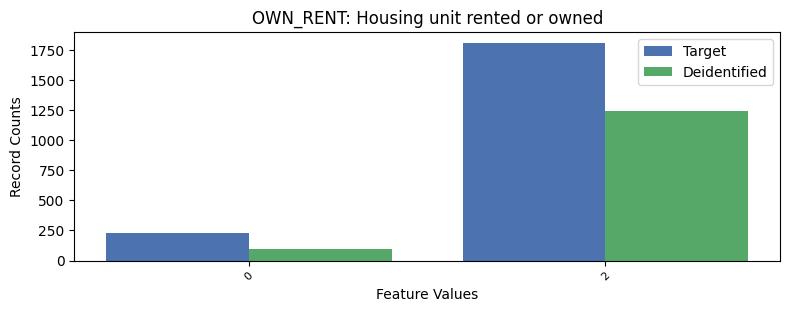 OWN_RENT: Housing unit rented or owned
Target
Deidentified
1750
1500
1250
1000
750
500
250
0
Record Counts
0
2
Feature Values